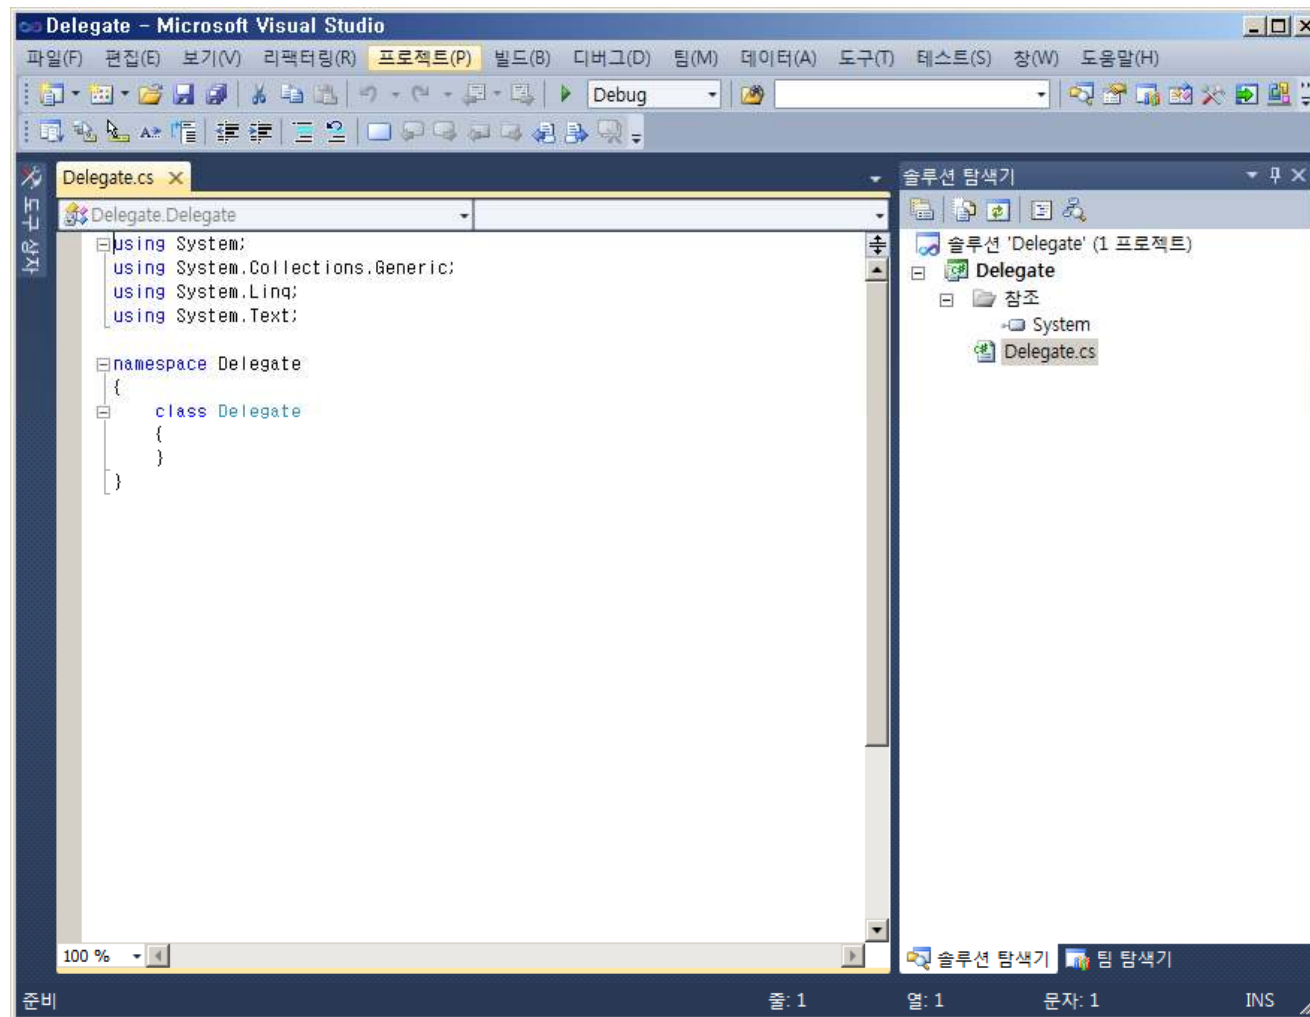 Delegate - Microsoft Visual Studio
파일(F) 편집(E) 보기(V) 리팩터링(R) 프로젝트(P) 빌드(B) 디버그(D) 팀(M) 데이터(A) 도구(T) 테스트(S) 창(W) 도움말(H)
Debug
도구 상자
Delegate.cs
Delegate.Delegate
using System;
using System.Collections.Generic;
using System.Linq;
using System.Text;
namespace Delegate
{
class Delegate
{
}
}
100 %
솔루션 탐색기
솔루션 'Delegate' (1 프로젝트)
Delegate
참조
System
Delegate.cs
솔루션 탐색기 팀 탐색기
준비 줄: 1 열: 1 문자: 1 INS